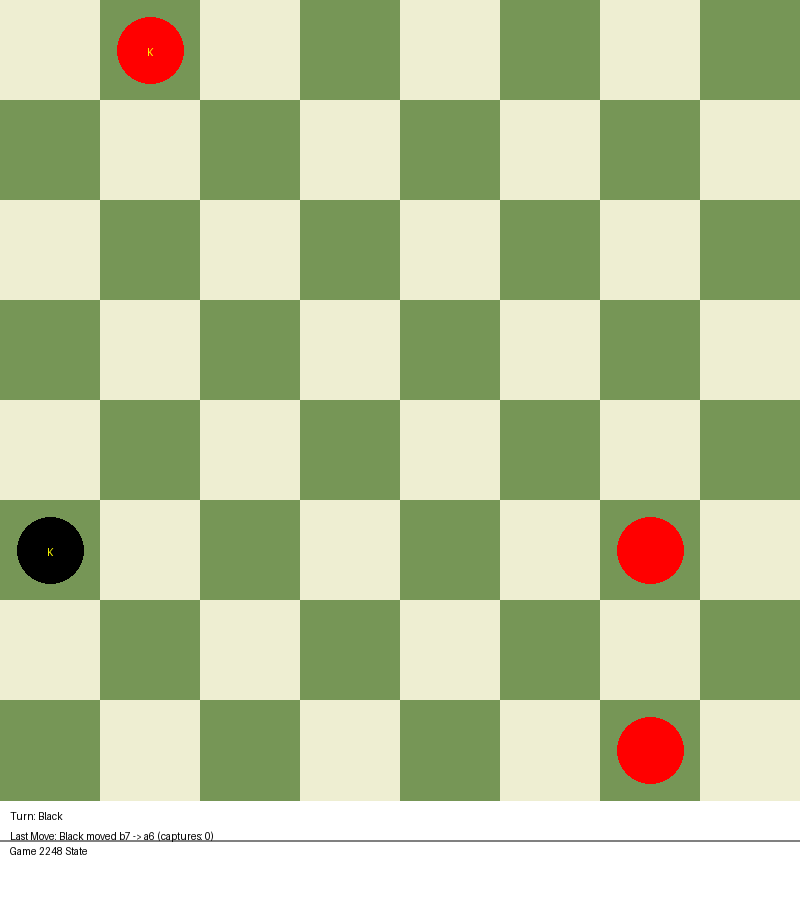 K
K
Turn: Black
Last Move: Black moved b7 -> a6 (captures: 0)
Game 2248 State